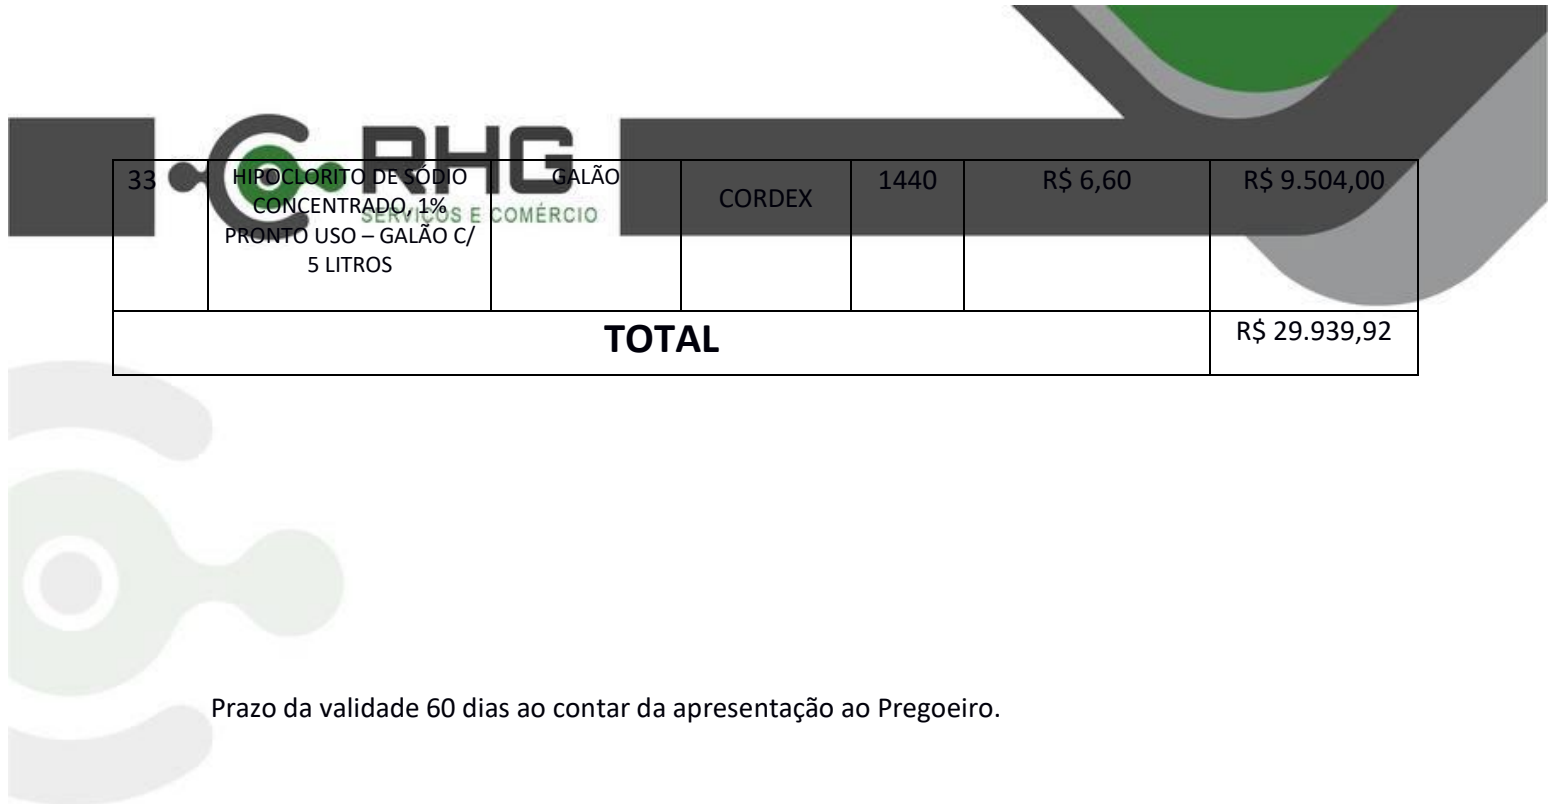 RHG
SERVIÇOS E COMÉRCIO
33 HIPOCLORITO DE SÓDIO GALÃO CORDEX 1440 R$ 6,60 R$ 9.504,00
CONCENTRADO, 1%
PRONTO USO – GALÃO C/
5 LITROS
TOTAL R$ 29.939,92
Prazo da validade 60 dias ao contar da apresentação ao Pregoeiro.